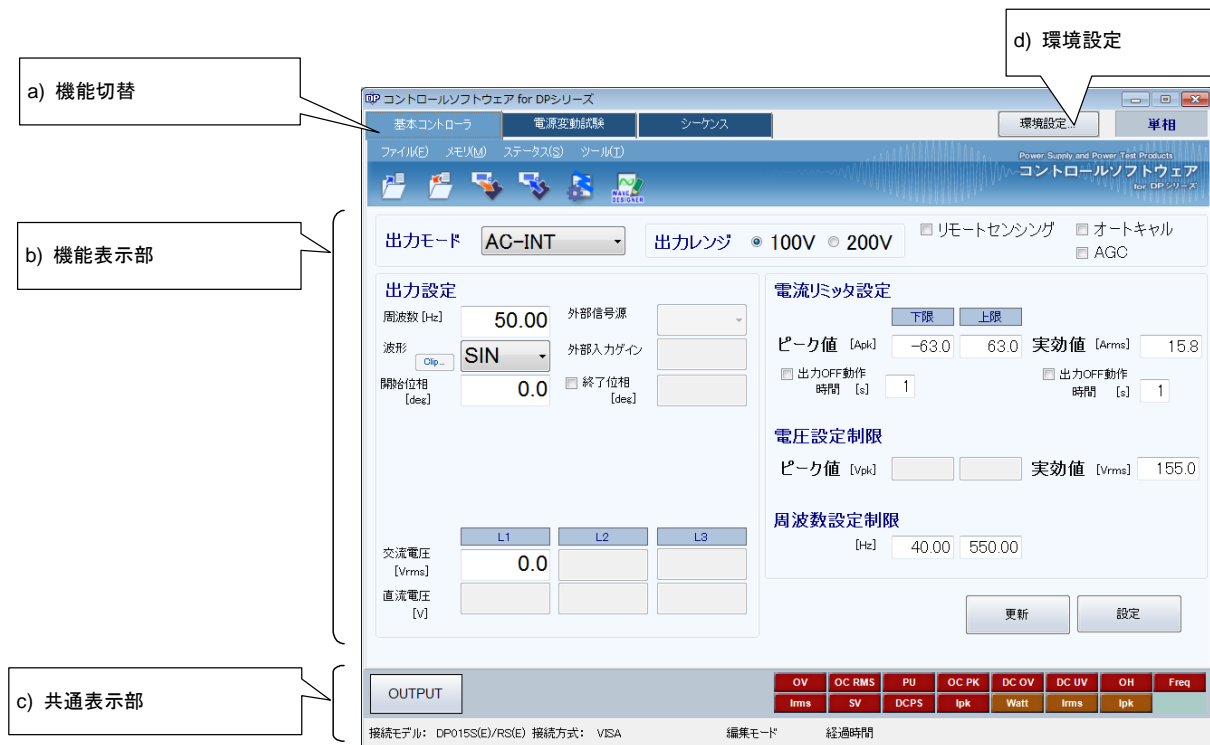 d) 環境設定
a) 機能切替
コントロールソフトウェア for DPシリーズ
基本コントローラ 電源変動試験 シーケンス 環境設定... 単相
ファイル(F) メモリ(M) ステータス(S) ツール(T)
Power Supply and Power Test Products
コントロールソフトウェア
for DPシリーズ
WAVE
DESIGNER
b) 機能表示部
出力モード AC-INT 出力レンジ 100V 200V リモートセンシング オートキャル
AGC
出力設定
周波数 [Hz] 50.00 外部信号源
波形 Clip... SIN 外部入力ゲイン
開始位相 0.0 終了位相
[deg] [deg]
L1 L2 L3
交流電圧 0.0
[Vrms]
直流電圧
[V]
電流リミッタ設定
下限 上限
ピーク値 [Apk] -63.0 63.0 実効値 [Arms] 15.8
出力OFF動作 出力OFF動作
時間 [s] 1 時間 [s] 1
電圧設定制限
ピーク値 [Vpk] 実効値 [Vrms] 155.0
周波数設定制限
[Hz] 40.00 550.00
更新 設定
c) 共通表示部
OUTPUT
OV OC RMS PU OC PK DC OV DC UV OH Freq
Irms SV DCPS Ipk Watt Irms Ipk
接続モデル: DP015S(E)/RS(E) 接続方式: VISA 編集モード 経過時間